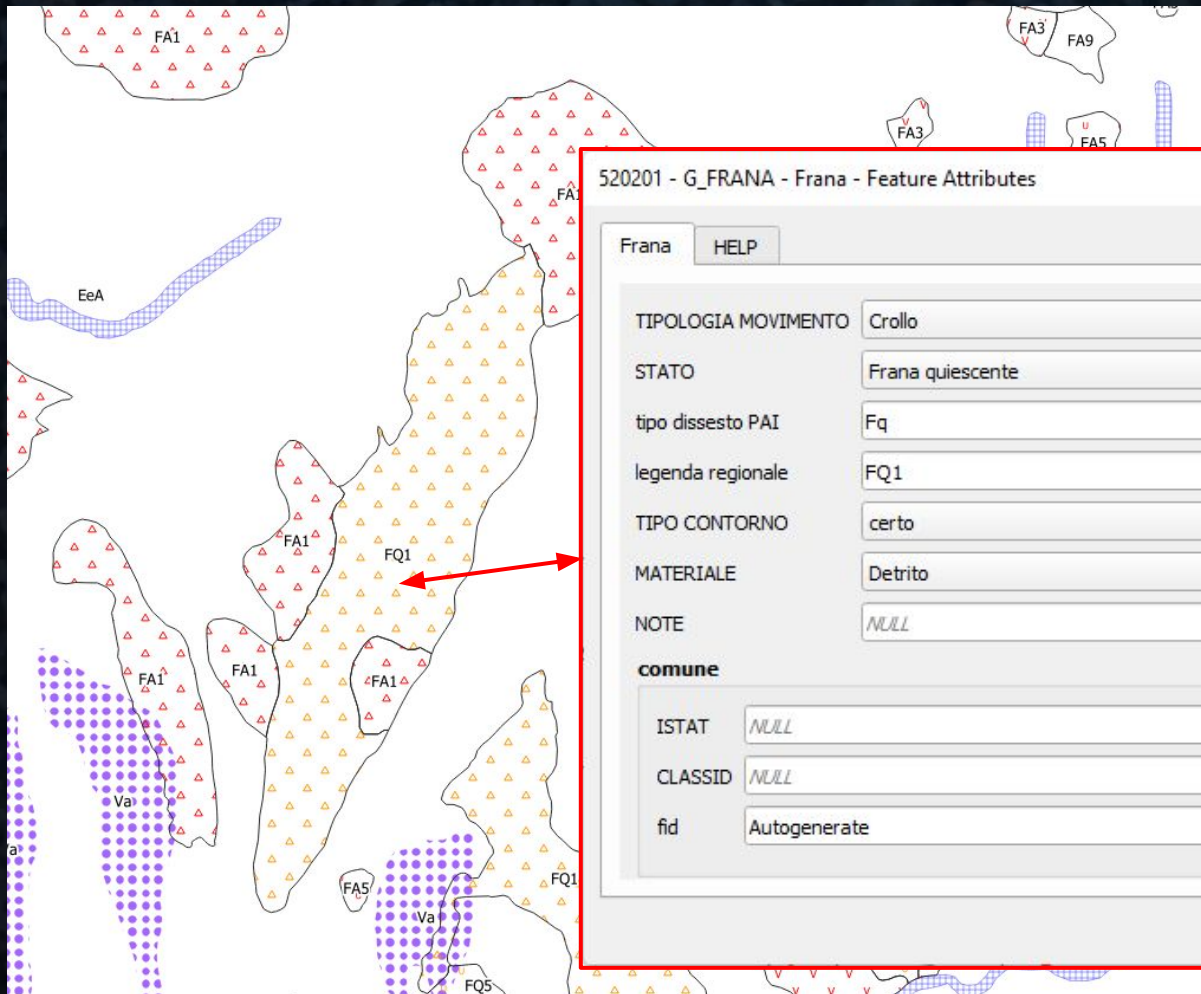 FA1
FA3
FA9
FA3
FA5
EeA
FA1
FQ1
FA1
FA1
FA1
FA1
Va
FA5
Va
FQ1
FQ5
520201 - G_FRANA - Frana - Feature Attributes
Frana HELP
TIPOLOGIA MOVIMENTO Crollo
STATO Frana quiescente
tipo dissesto PAI Fq
legenda regionale FQ1
TIPO CONTORNO certo
MATERIALE Detrito
NOTE NULL
comune
ISTAT NULL
CLASSID NULL
fid Autogenerate